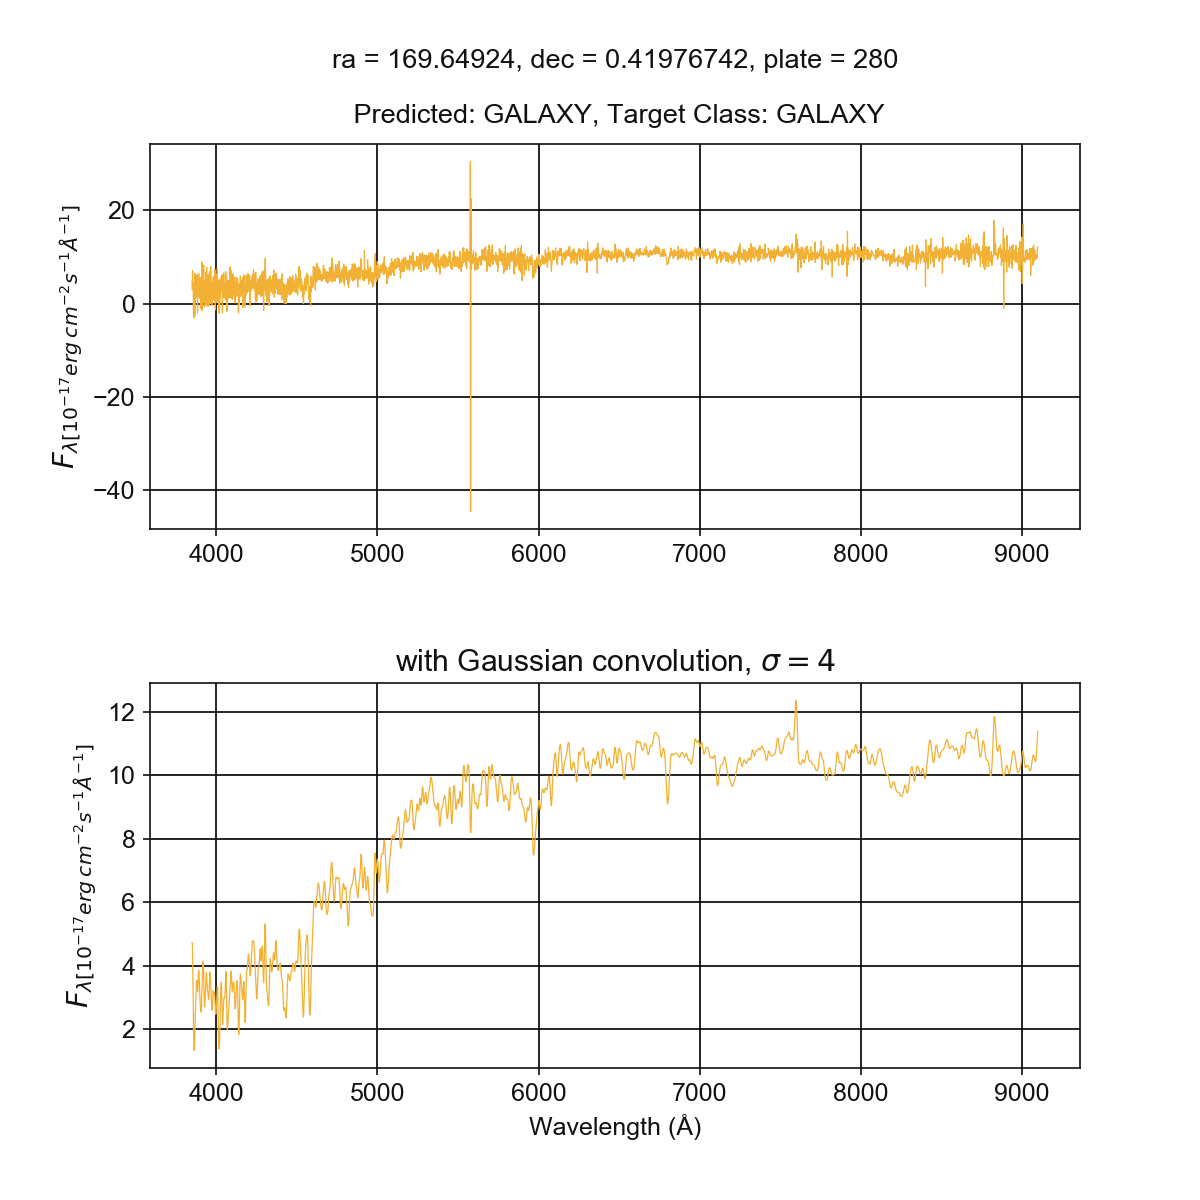 ra = 169.64924, dec = 0.41976742, plate = 280
Predicted: GALAXY, Target Class: GALAXY
F_λ[10^−17 erg cm^−2 s^−1 Å^−1]
20
0
−20
−40
4000 5000 6000 7000 8000 9000
with Gaussian convolution, σ = 4
F_λ[10^−17 erg cm^−2 s^−1 Å^−1]
12
10
8
6
4
2
4000 5000 6000 7000 8000 9000
Wavelength (Å)